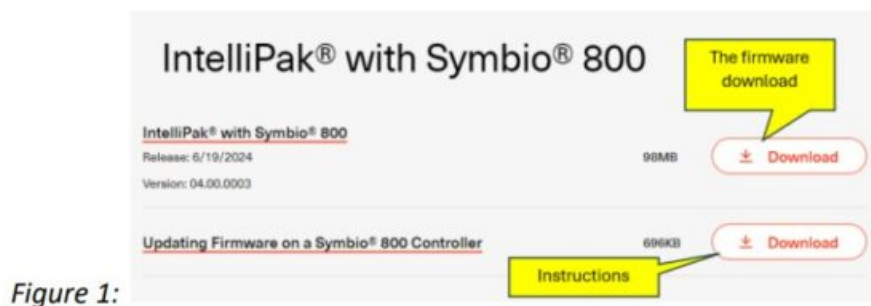 IntelliPak® with Symbio® 800
The firmware
download
IntelliPak® with Symbio® 800
Release: 6/19/2024
98MB
Download
Version: 04.00.0003
Updating Firmware on a Symbio® 800 Controller
696KB
Download
Instructions
Figure 1: